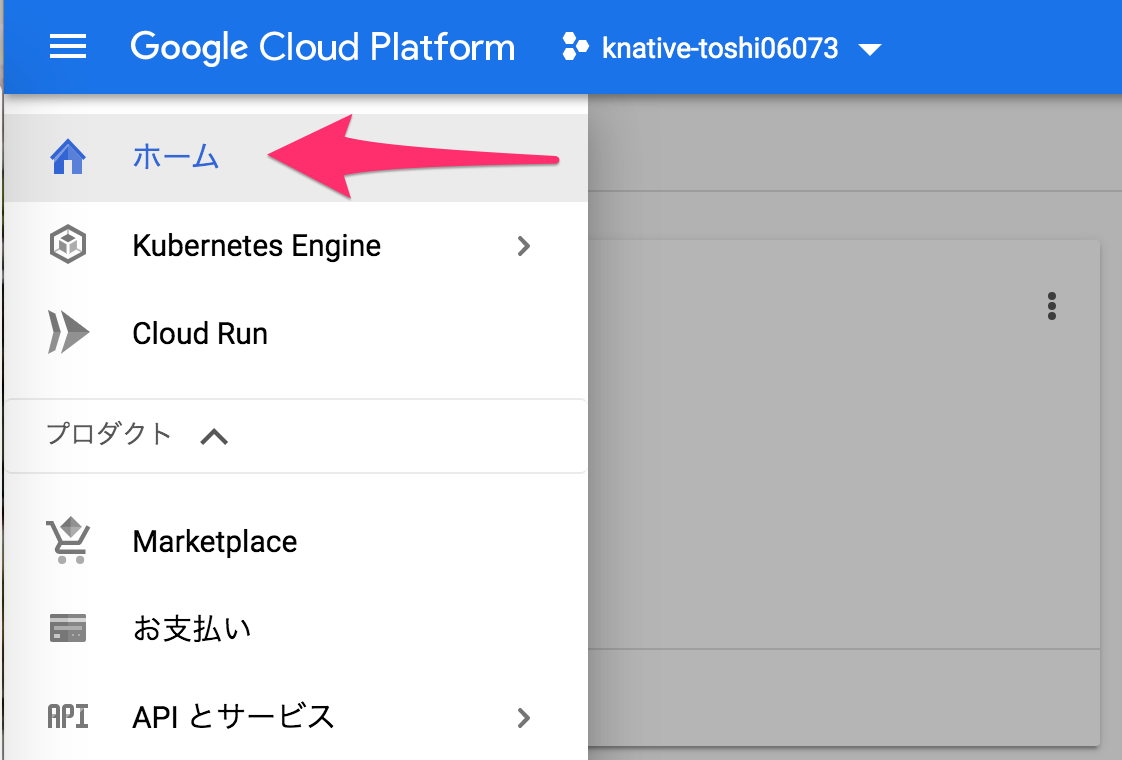 Google Cloud Platform knative-toshi06073
ホーム
Kubernetes Engine
Cloud Run
プロダクト
Marketplace
お支払い
API API とサービス